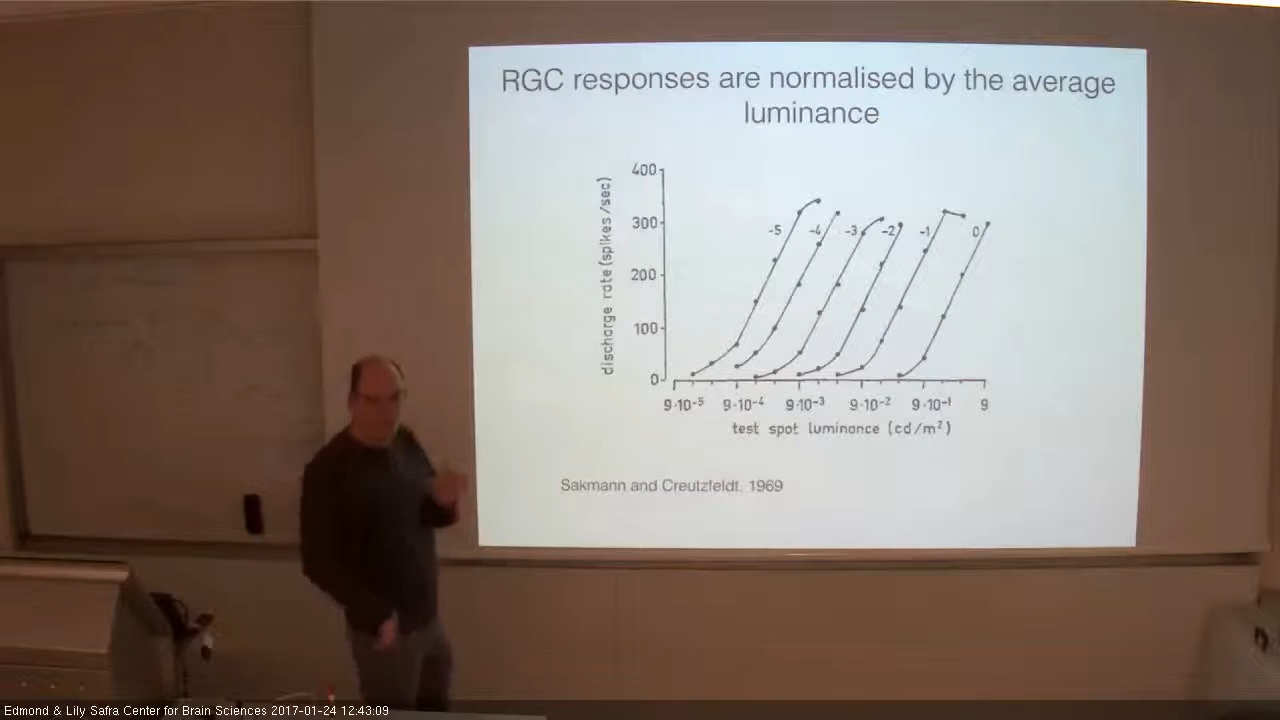 RGC responses are normalised by the average
luminance
400
300
200
100
0
discharge rate (spikes/sec)
-5
-4
-3
-2
-1
0
9·10-5
9·10-4
9·10-3
9·10-2
9·10-1
9
test spot luminance (cd/m²)
Sakmann and Creutzfeldt, 1969
Edmond & Lily Safra Center for Brain Sciences 2017-01-24 12:43:09